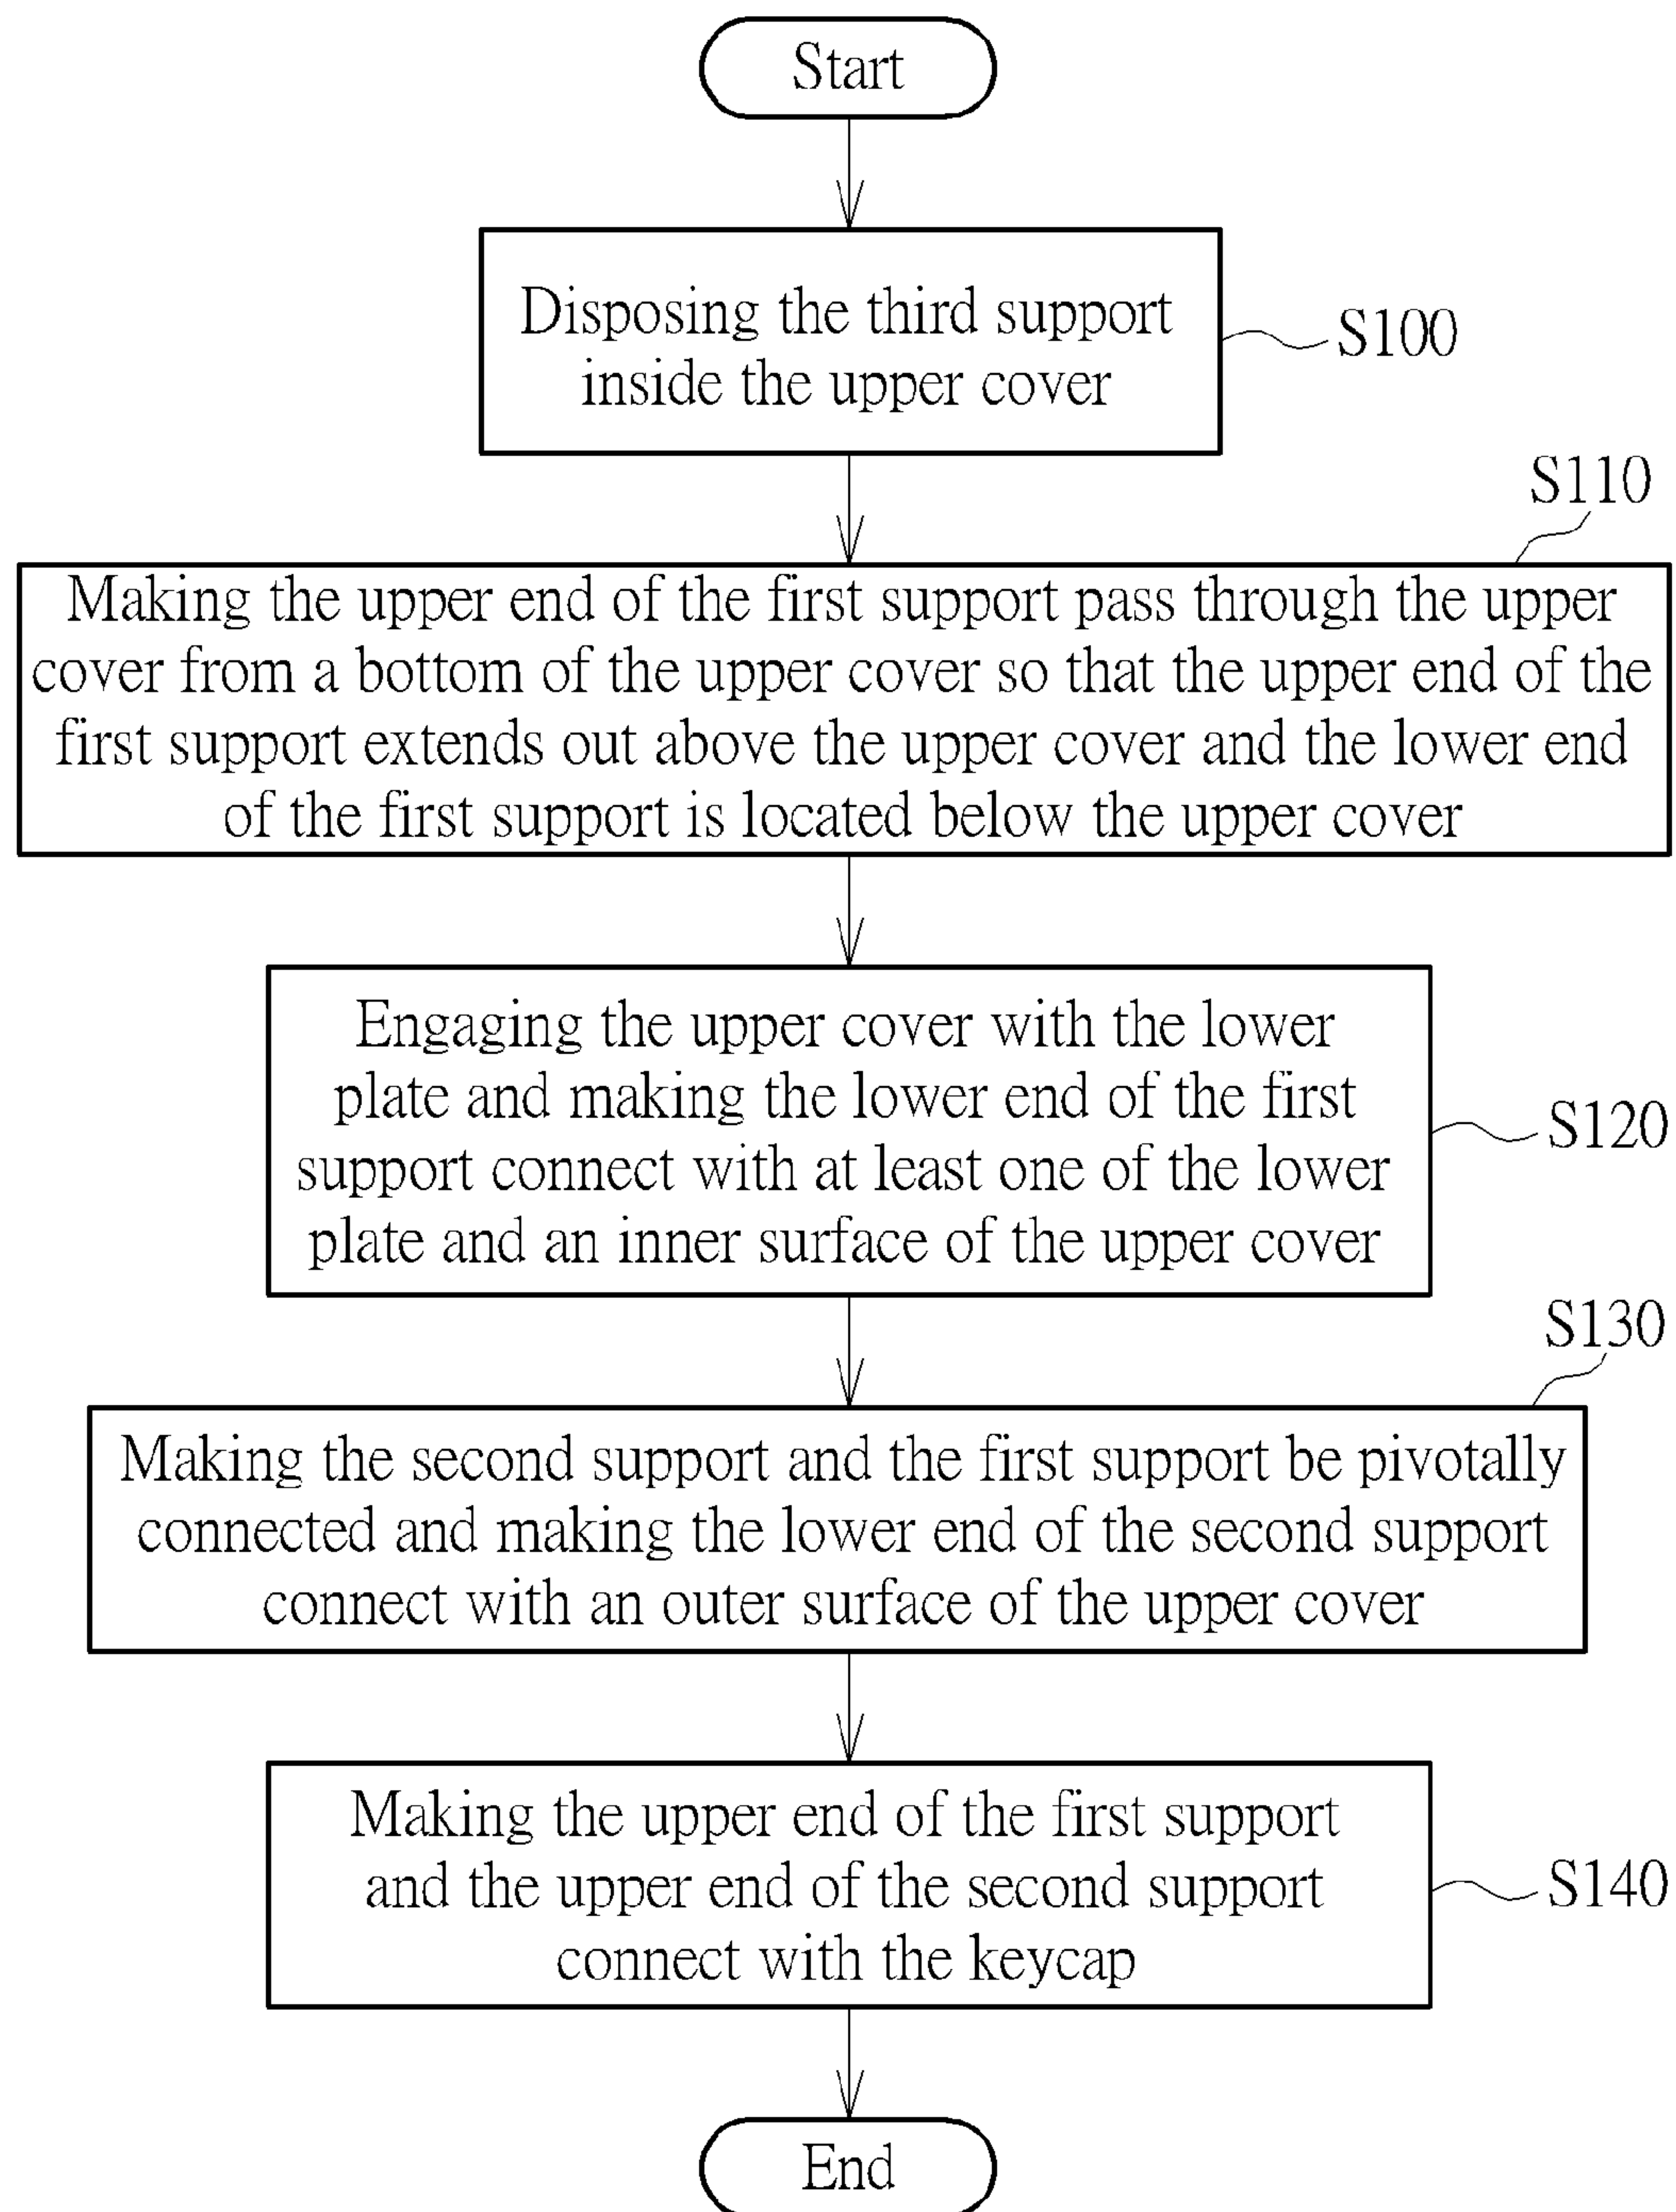 Start
Disposing the third support
inside the upper cover
S100
S110
Making the upper end of the first support pass through the upper
cover from a bottom of the upper cover so that the upper end of the
first support extends out above the upper cover and the lower end
of the first support is located below the upper cover
Engaging the upper cover with the lower
plate and making the lower end of the first
support connect with at least one of the lower
plate and an inner surface of the upper cover
S120
S130
Making the second support and the first support be pivotally
connected and making the lower end of the second support
connect with an outer surface of the upper cover
Making the upper end of the first support
and the upper end of the second support
connect with the keycap
S140
End